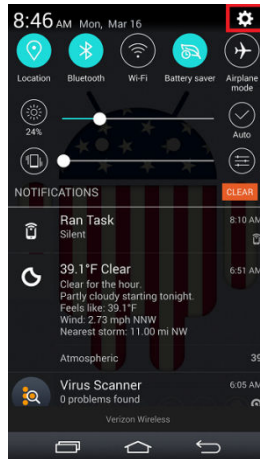 8:46 AM Mon, Mar 16
Location Bluetooth Wi-Fi Battery saver Airplane mode
24% Auto
NOTIFICATIONS CLEAR
Ran Task 8:10 AM
Silent
39.1°F Clear 6:51 AM
Clear for the hour.
Partly cloudy starting tonight.
Feels like: 39.1°F
Wind: 2.73 mph NNW
Nearest storm: 11.00 mi NW
Atmospheric 39
Virus Scanner 6:05 AM
0 problems found
Verizon Wireless